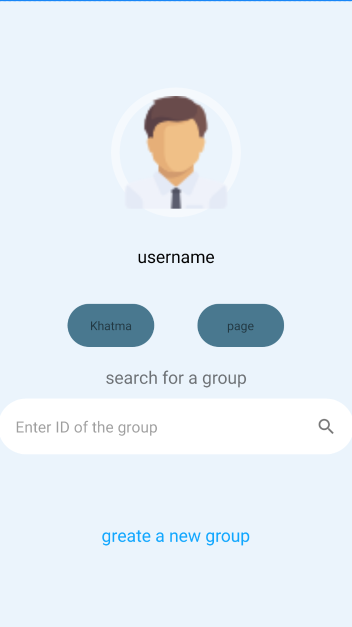 username
Khatma
page
search for a group
Enter ID of the group
greate a new group